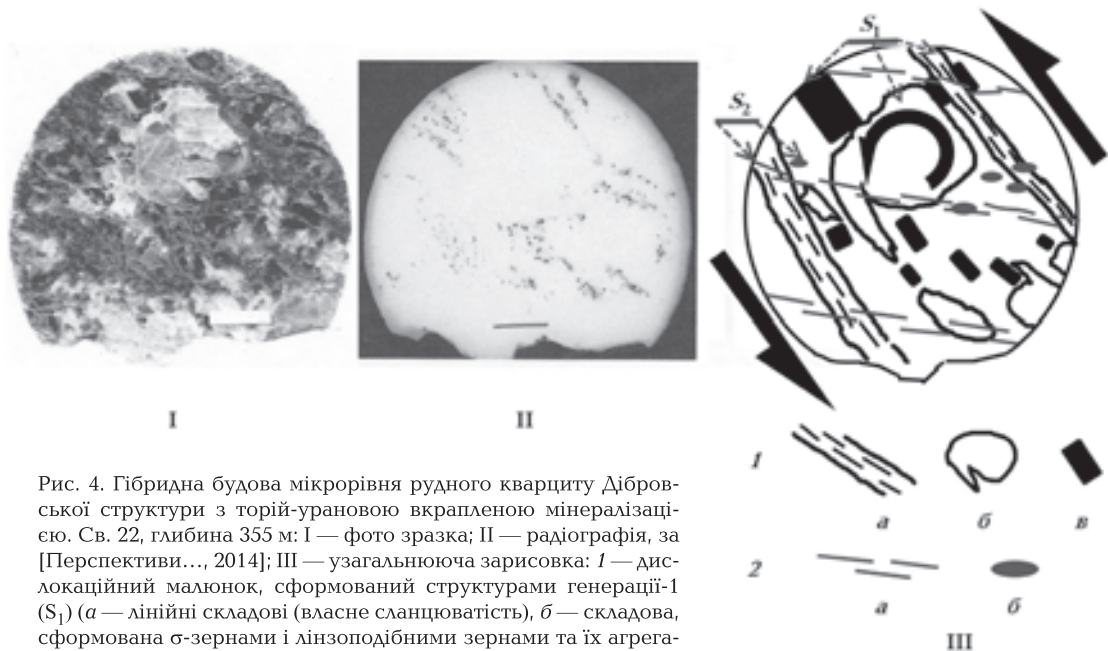 S₁
S₂
I
II
1
а
б
в
2
а
б
III
Рис. 4. Гібридна будова мікрорівня рудного кварциту Дібров-
ської структури з торій-урановою вкрапленою мінералізаці-
єю. Св. 22, глибина 355 м: I — фото зразка; II — радіографія, за
[Перспективи..., 2014]; III — узагальнююча зарисовка: 1 — дис-
локаційний малюнок, сформований структурами генерації-1
(S₁) (а — лінійні складові (власне сланцюватість), б — складова,
сформована σ-зернами і лінзоподібними зернами та їх агрега-